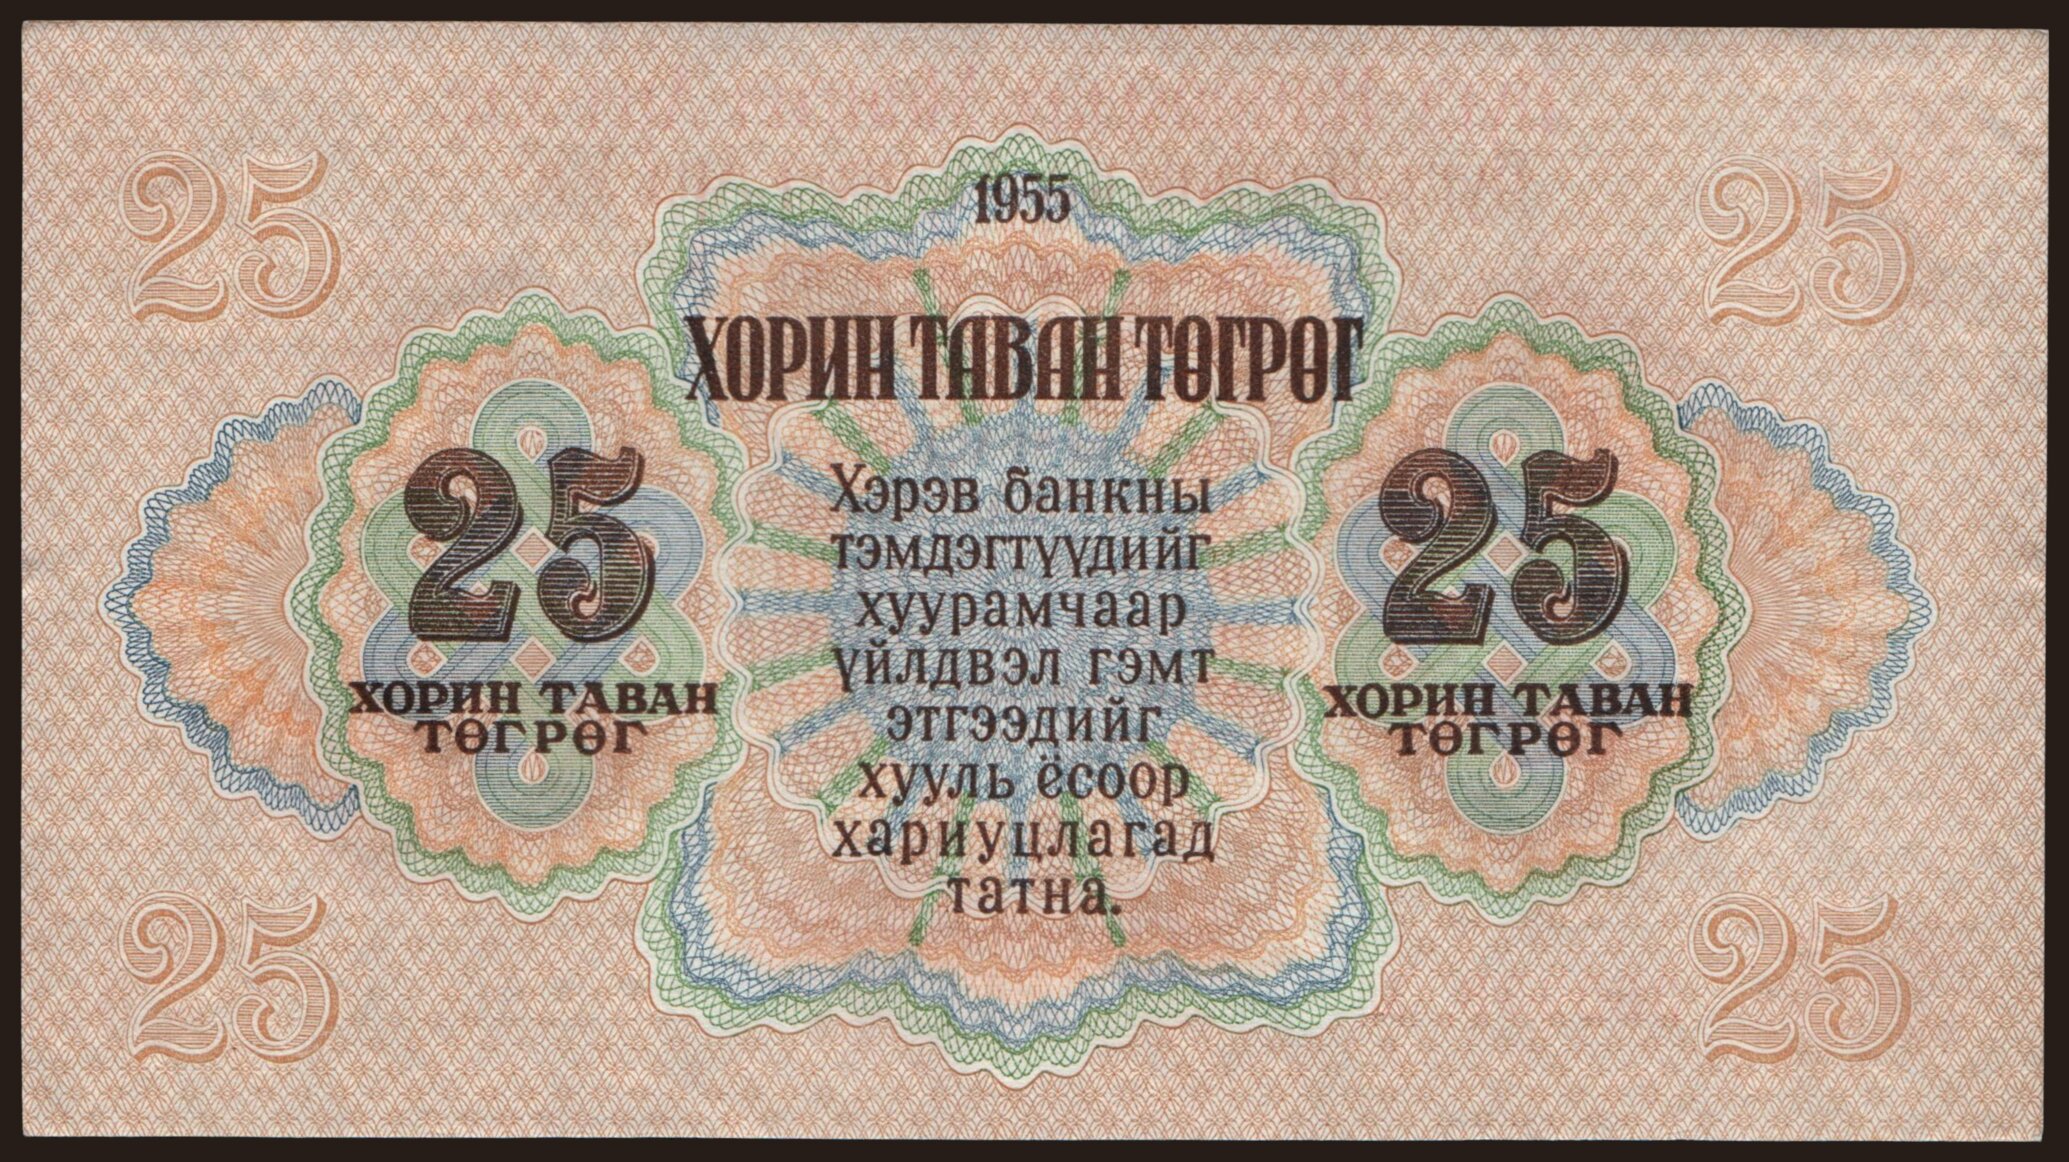 25
25
1955
ХОРИН ТАВАН ТӨГРӨГ
25
ХОРИН ТАВАН
ТӨГРӨГ
Хэрэв банкны
тэмдэгтүүдийг
хуурамчаар
үйлдвэл гэмт
этгээдийг
хууль ёсоор
хариуцлагад
татна.
25
ХОРИН ТАВАН
ТӨГРӨГ
25
25